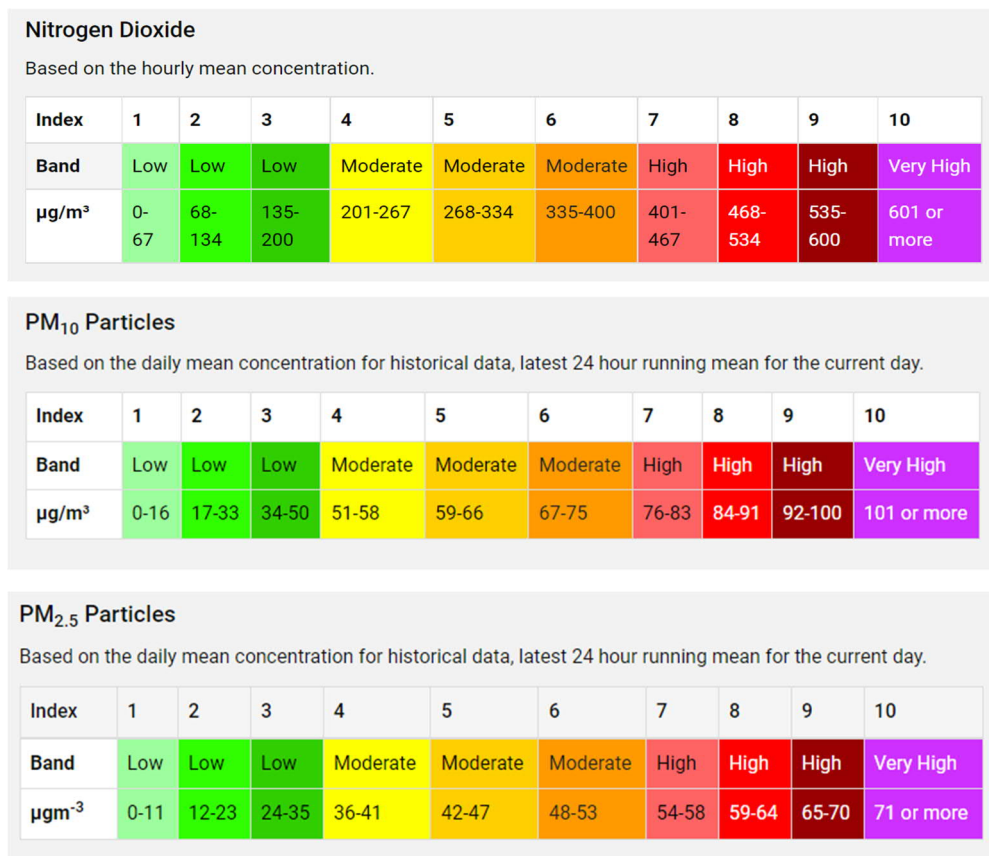 Nitrogen Dioxide
Based on the hourly mean concentration.
Index 1 2 3 4 5 6 7 8 9 10
Band Low Low Low Moderate Moderate Moderate High High High Very High
µg/m³ 0- 68- 135- 201-267 268-334 335-400 401- 468- 535- 601 or
67 134 200 467 534 600 more
PM₁₀ Particles
Based on the daily mean concentration for historical data, latest 24 hour running mean for the current day.
Index 1 2 3 4 5 6 7 8 9 10
Band Low Low Low Moderate Moderate Moderate High High High Very High
µg/m³ 0-16 17-33 34-50 51-58 59-66 67-75 76-83 84-91 92-100 101 or more
PM₂.₅ Particles
Based on the daily mean concentration for historical data, latest 24 hour running mean for the current day.
Index 1 2 3 4 5 6 7 8 9 10
Band Low Low Low Moderate Moderate Moderate High High High Very High
µgm⁻³ 0-11 12-23 24-35 36-41 42-47 48-53 54-58 59-64 65-70 71 or more